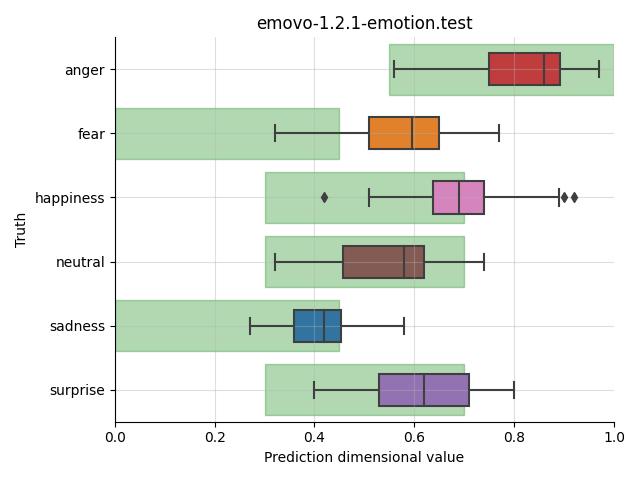 emovo-1.2.1-emotion.test
anger
fear
happiness
neutral
sadness
surprise
Truth
0.0 0.2 0.4 0.6 0.8 1.0
Prediction dimensional value